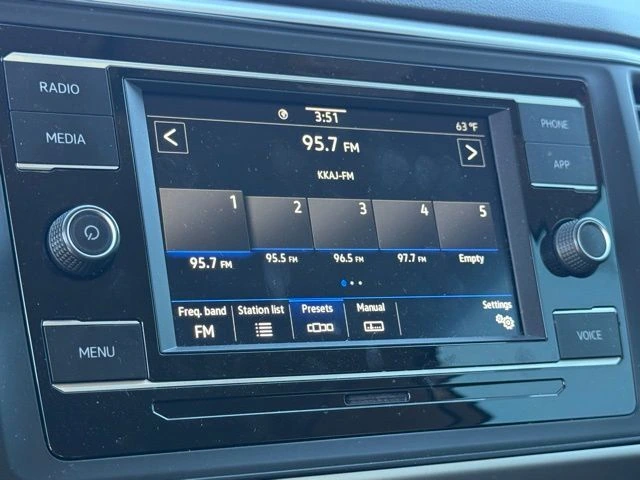 RADIO
MEDIA
MENU
PHONE
APP
VOICE
3:51
63 °F
95.7 FM
KKAJ-FM
1 2 3 4 5
95.7 FM 95.5 FM 96.5 FM 97.7 FM Empty
Freq. band Station list Presets Manual Settings
FM